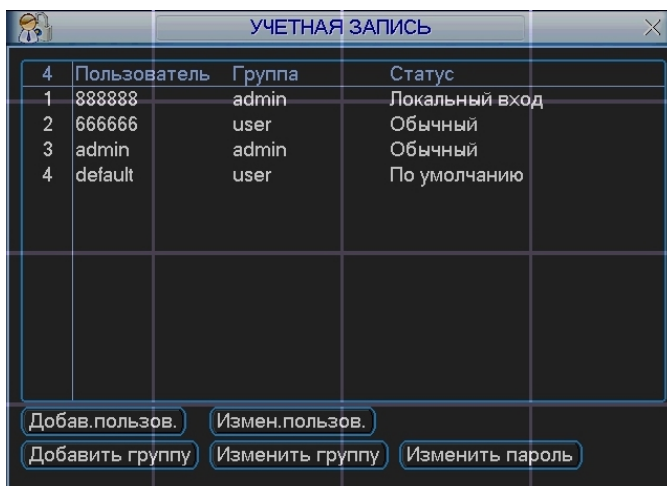 УЧЕТНАЯ ЗАПИСЬ
4 Пользователь Группа Статус
1 888888 admin Локальный вход
2 666666 user Обычный
3 admin admin Обычный
4 default user По умолчанию
Добав.пользов. Измен.пользов.
Добавить группу Изменить группу Изменить пароль